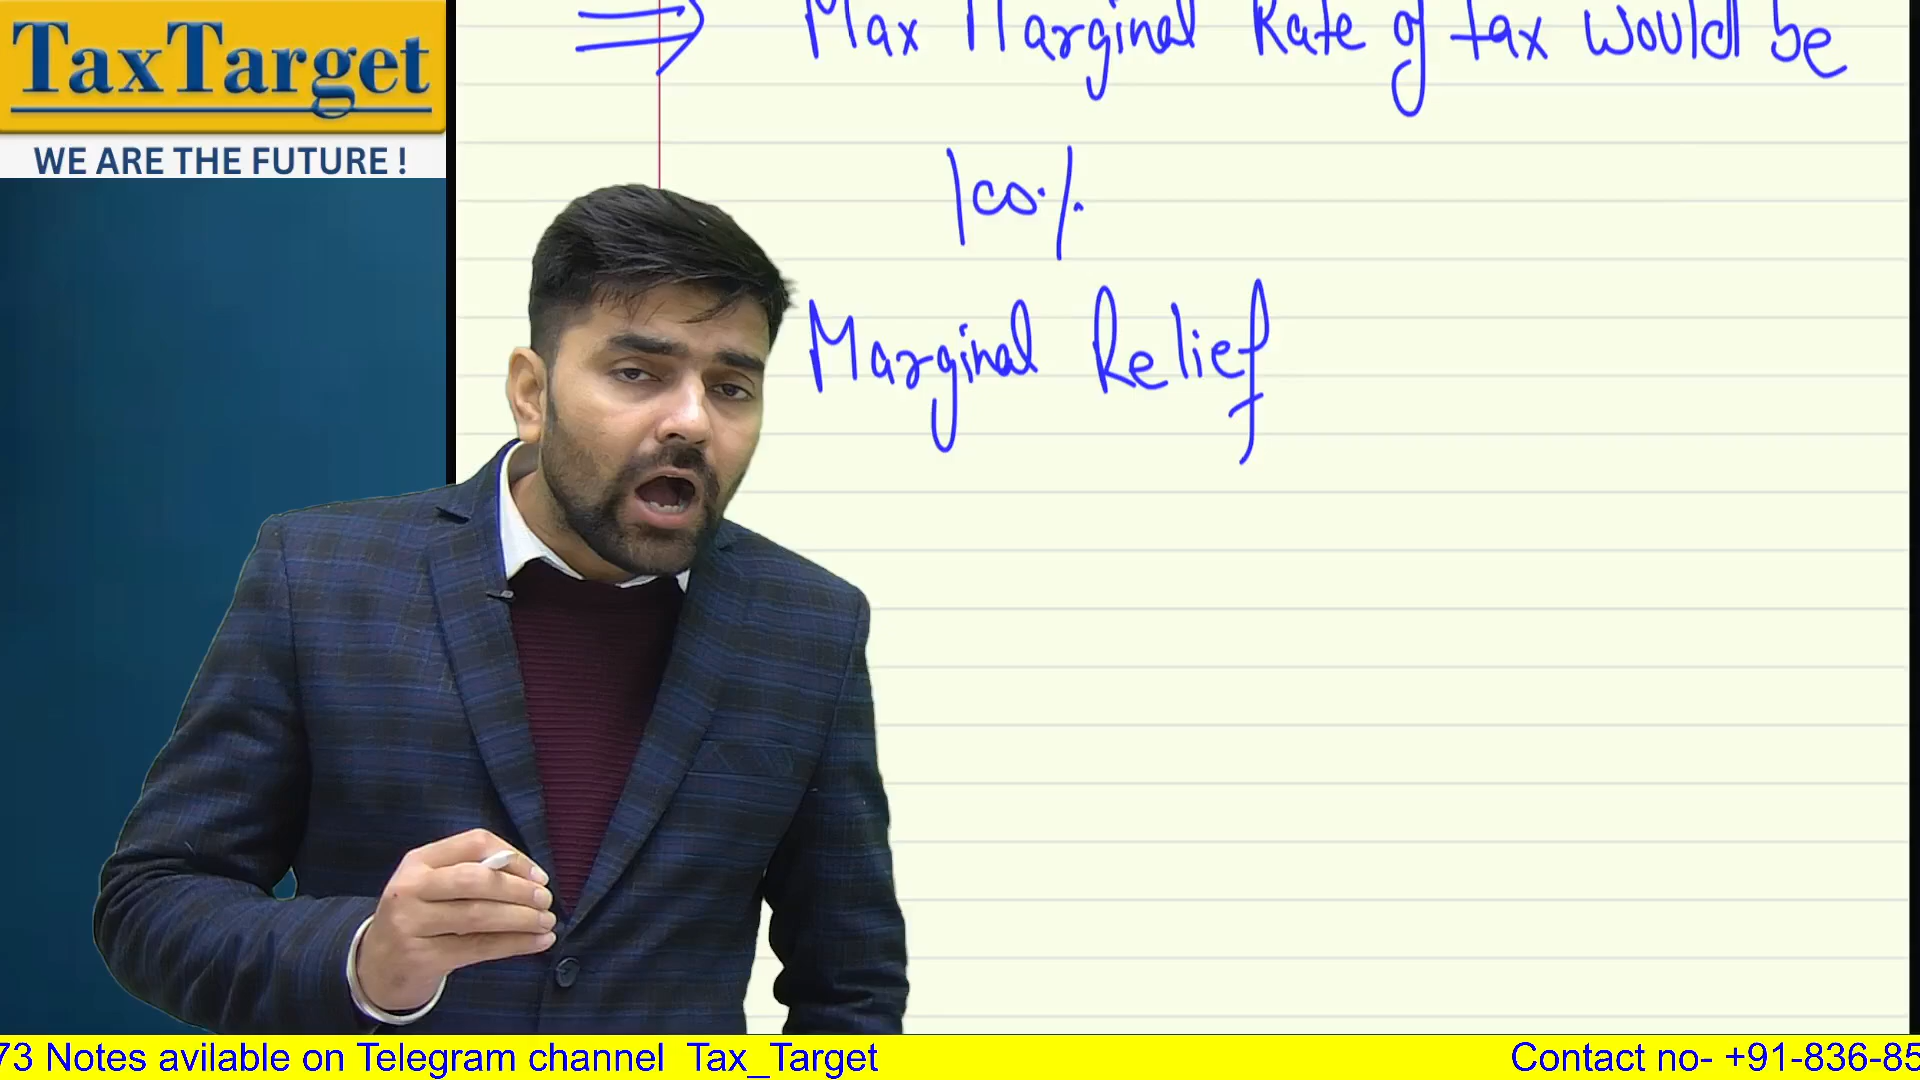 TaxTarget
WE ARE THE FUTURE !
⇒ Max Marginal Rate of tax would be
100%
Marginal Relief
73 Notes avilable on Telegram channel Tax_Target
Contact no- +91-836-85